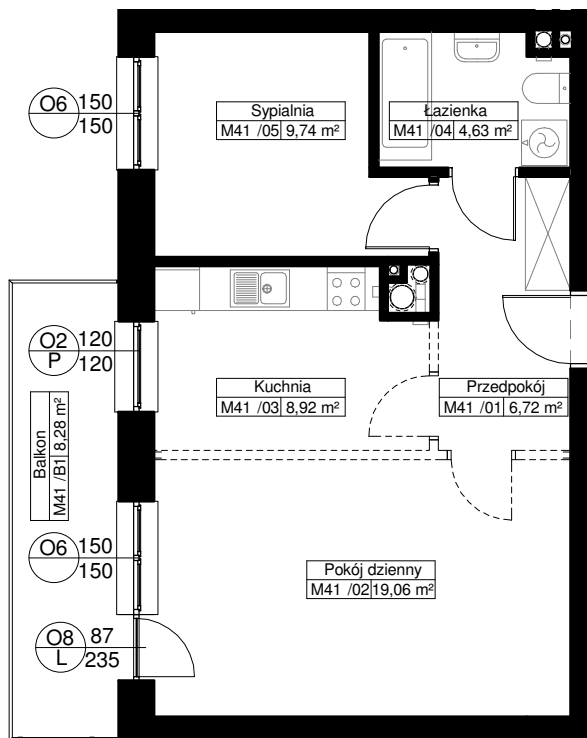 O6 150
150
Sypialnia
M41 /05 9,74 m²
Łazienka
M41 /04 4,63 m²
O2 120
P 120
Kuchnia
M41 /03 8,92 m²
Przedpokój
M41 /01 6,72 m²
Balkon
M41 /B1 8,28 m²
O6 150
150
Pokój dzienny
M41 /02 19,06 m²
O8 87
L 235